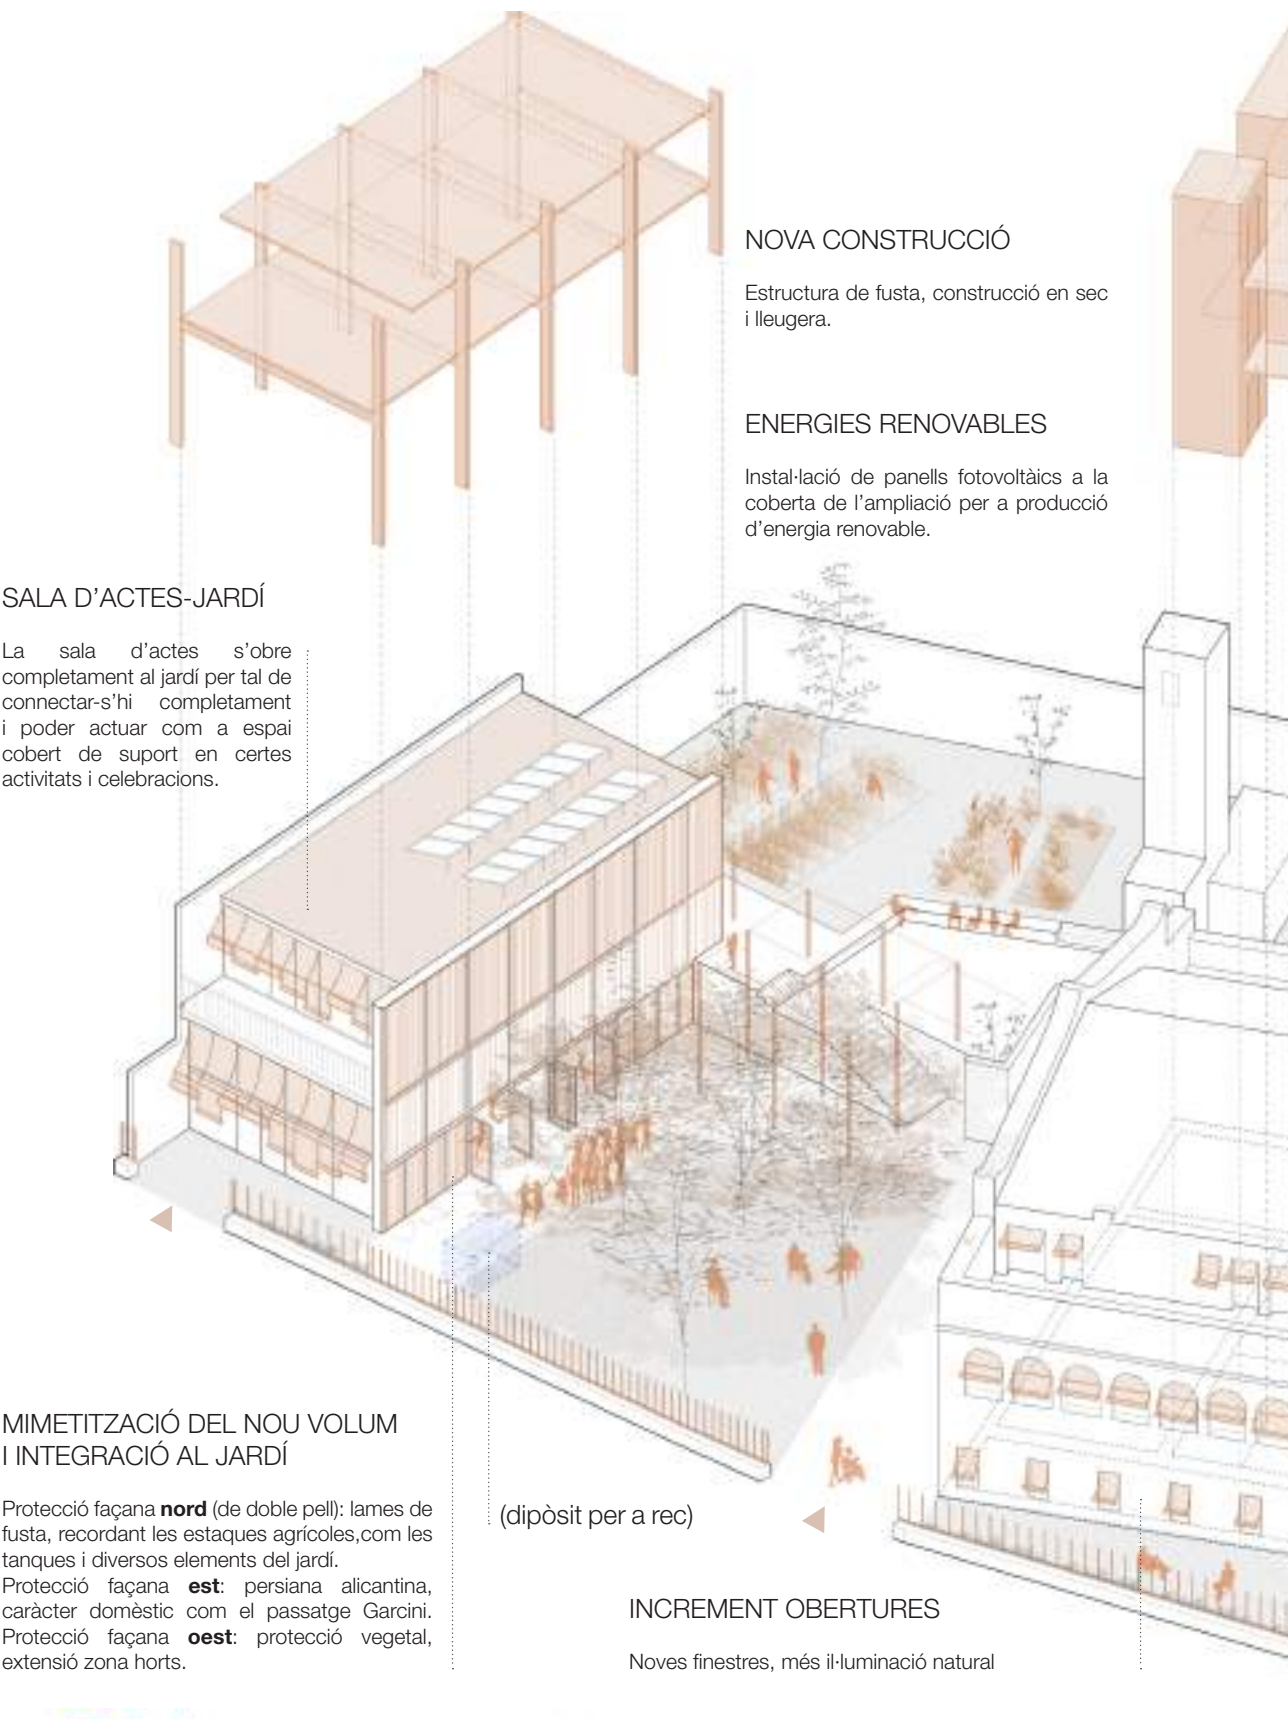 NOVA CONSTRUCCIÓ
Estructura de fusta, construcció en sec
i lleugera.
ENERGIES RENOVABLES
Instal·lació de panells fotovoltàics a la
coberta de l’ampliació per a producció
d’energia renovable.
SALA D’ACTES-JARDÍ
La sala d’actes s’obre
completament al jardí per tal de
connectar-s’hi completament
i poder actuar com a espai
cobert de suport en certes
activitats i celebracions.
MIMETITZACIÓ DEL NOU VOLUM
I INTEGRACIÓ AL JARDÍ
Protecció façana nord (de doble pell): lames de
fusta, recordant les estaques agrícoles,com les
tanques i diversos elements del jardí.
Protecció façana est: persiana alicantina,
caràcter domèstic com el passatge Garcini.
Protecció façana oest: protecció vegetal,
extensió zona horts.
(dipòsit per a rec)
INCREMENT OBERTURES
Noves finestres, més il·luminació natural